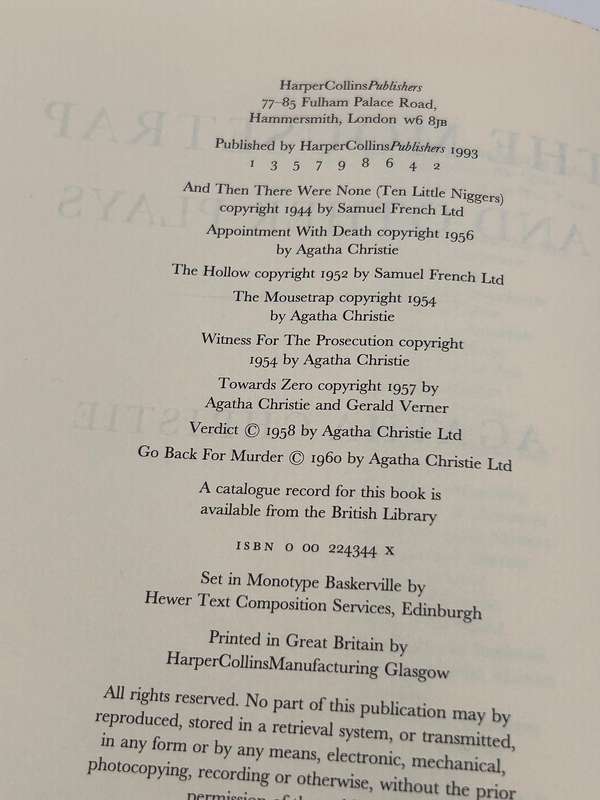 HarperCollinsPublishers
77–85 Fulham Palace Road,
Hammersmith, London W6 8JB
Published by HarperCollinsPublishers 1993
1 3 5 7 9 8 6 4 2
And Then There Were None (Ten Little Niggers)
copyright 1944 by Samuel French Ltd
Appointment With Death copyright 1956
by Agatha Christie
The Hollow copyright 1952 by Samuel French Ltd
The Mousetrap copyright 1954
by Agatha Christie
Witness For The Prosecution copyright
1954 by Agatha Christie
Towards Zero copyright 1957 by
Agatha Christie and Gerald Verner
Verdict © 1958 by Agatha Christie Ltd
Go Back For Murder © 1960 by Agatha Christie Ltd
A catalogue record for this book is
available from the British Library
ISBN 0 00 224344 X
Set in Monotype Baskerville by
Hewer Text Composition Services, Edinburgh
Printed in Great Britain by
HarperCollinsManufacturing Glasgow
All rights reserved. No part of this publication may by
reproduced, stored in a retrieval system, or transmitted,
in any form or by any means, electronic, mechanical,
photocopying, recording or otherwise, without the prior
permission of the